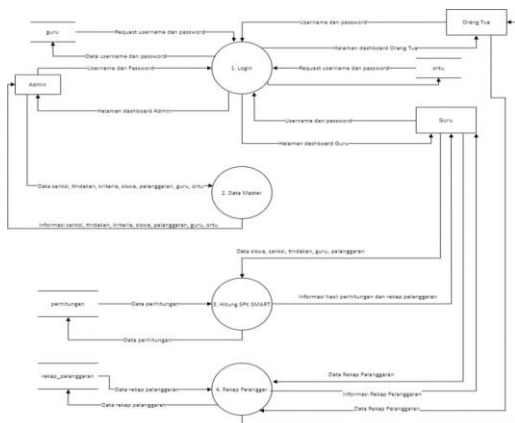 Username dan password
Orang Tua
guru
Request username dan password
Halaman dashboard Orang Tua
Data username dan password
1. Login
Request username dan password
ortu
Username dan Password
Admin
Halaman dashboard Admin
Username dan password
Guru
Halaman dashboard Guru
Data sanksi, tindakan, kriteria, siswa, pelanggaran, guru, ortu
2. Data Master
Informasi sanksi, tindakan, kriteria, siswa, pelanggaran, guru, ortu
Data siswa, sanksi, tindakan, guru, pelanggaran
perhitungan
Data perhitungan
3. Hitung SPK SMART
Informasi hasil perhitungan dan rekap pelanggaran
Data perhitungan
rekap_pelanggaran
Data rekap pelanggaran
4. Rekap Pelanggar
Data Rekap Pelanggaran
Informasi Rekap Pelanggaran
Data rekap pelanggaran
Data Rekap Pelanggaran